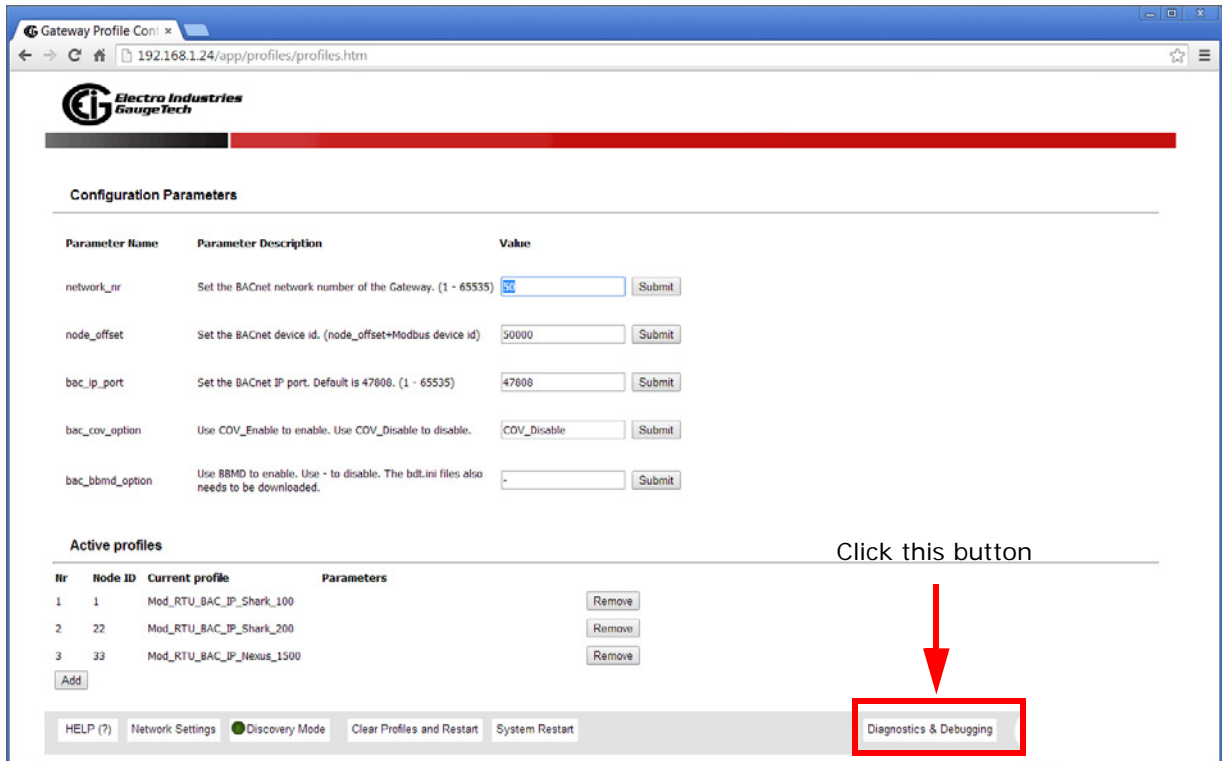 Gateway Profile Con
192.168.1.24/app/profiles/profiles.htm
EIG Electro Industries
GaugeTech
Configuration Parameters
Parameter Name Parameter Description Value
network_nr Set the BACnet network number of the Gateway. (1 - 65535) 50 Submit
node_offset Set the BACnet device id. (node_offset+Modbus device id) 50000 Submit
bac_ip_port Set the BACnet IP port. Default is 47808. (1 - 65535) 47808 Submit
bac_cov_option Use COV_Enable to enable. Use COV_Disable to disable. COV_Disable Submit
bac_bbmd_option Use BBMD to enable. Use - to disable. The bdt.ini files also
needs to be downloaded. - Submit
Active profiles
Click this button
Nr Node ID Current profile Parameters
1 1 Mod_RTU_BAC_IP_Shark_100 Remove
2 22 Mod_RTU_BAC_IP_Shark_200 Remove
3 33 Mod_RTU_BAC_IP_Nexus_1500 Remove
Add
HELP (?) Network Settings Discovery Mode Clear Profiles and Restart System Restart Diagnostics & Debugging